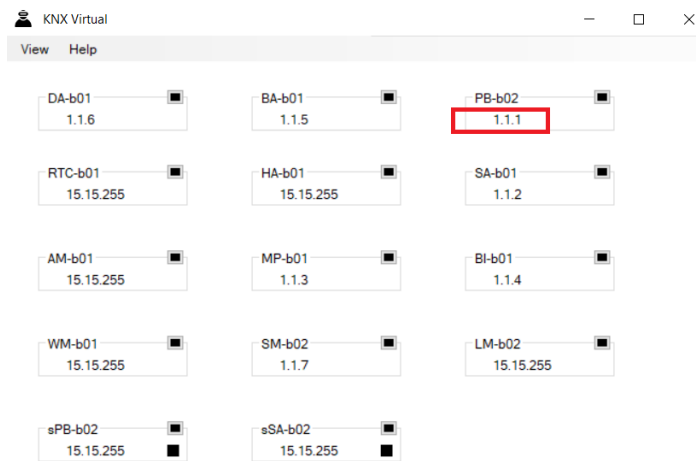 KNX Virtual
View Help
DA-b01 BA-b01 PB-b02
1.1.6 1.1.5 1.1.1
RTC-b01 HA-b01 SA-b01
15.15.255 15.15.255 1.1.2
AM-b01 MP-b01 BI-b01
15.15.255 1.1.3 1.1.4
WM-b01 SM-b02 LM-b02
15.15.255 1.1.7 15.15.255
sPB-b02 sSA-b02
15.15.255 15.15.255